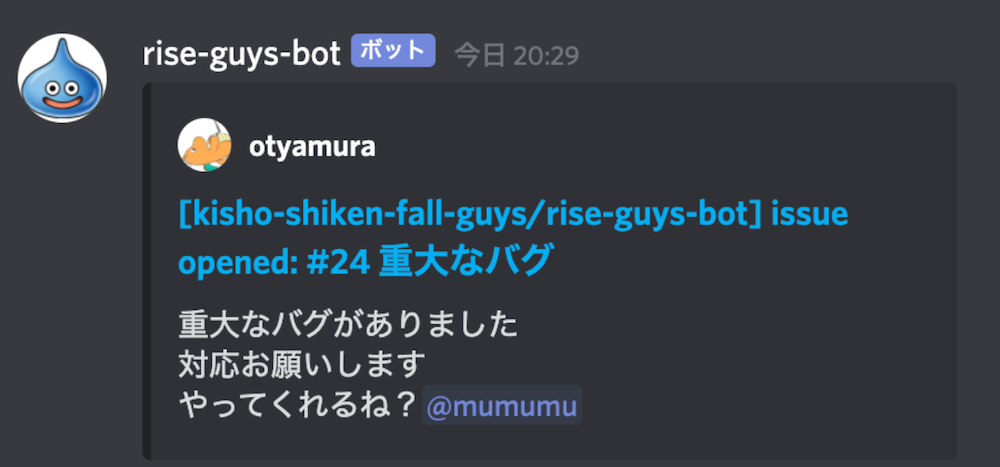 rise-guys-bot ボット 今日 20:29
otyamura
[kisho-shiken-fall-guys/rise-guys-bot] issue
opened: #24 重大なバグ
重大なバグがありました
対応お願いします
やってくれるね？ @mumumu